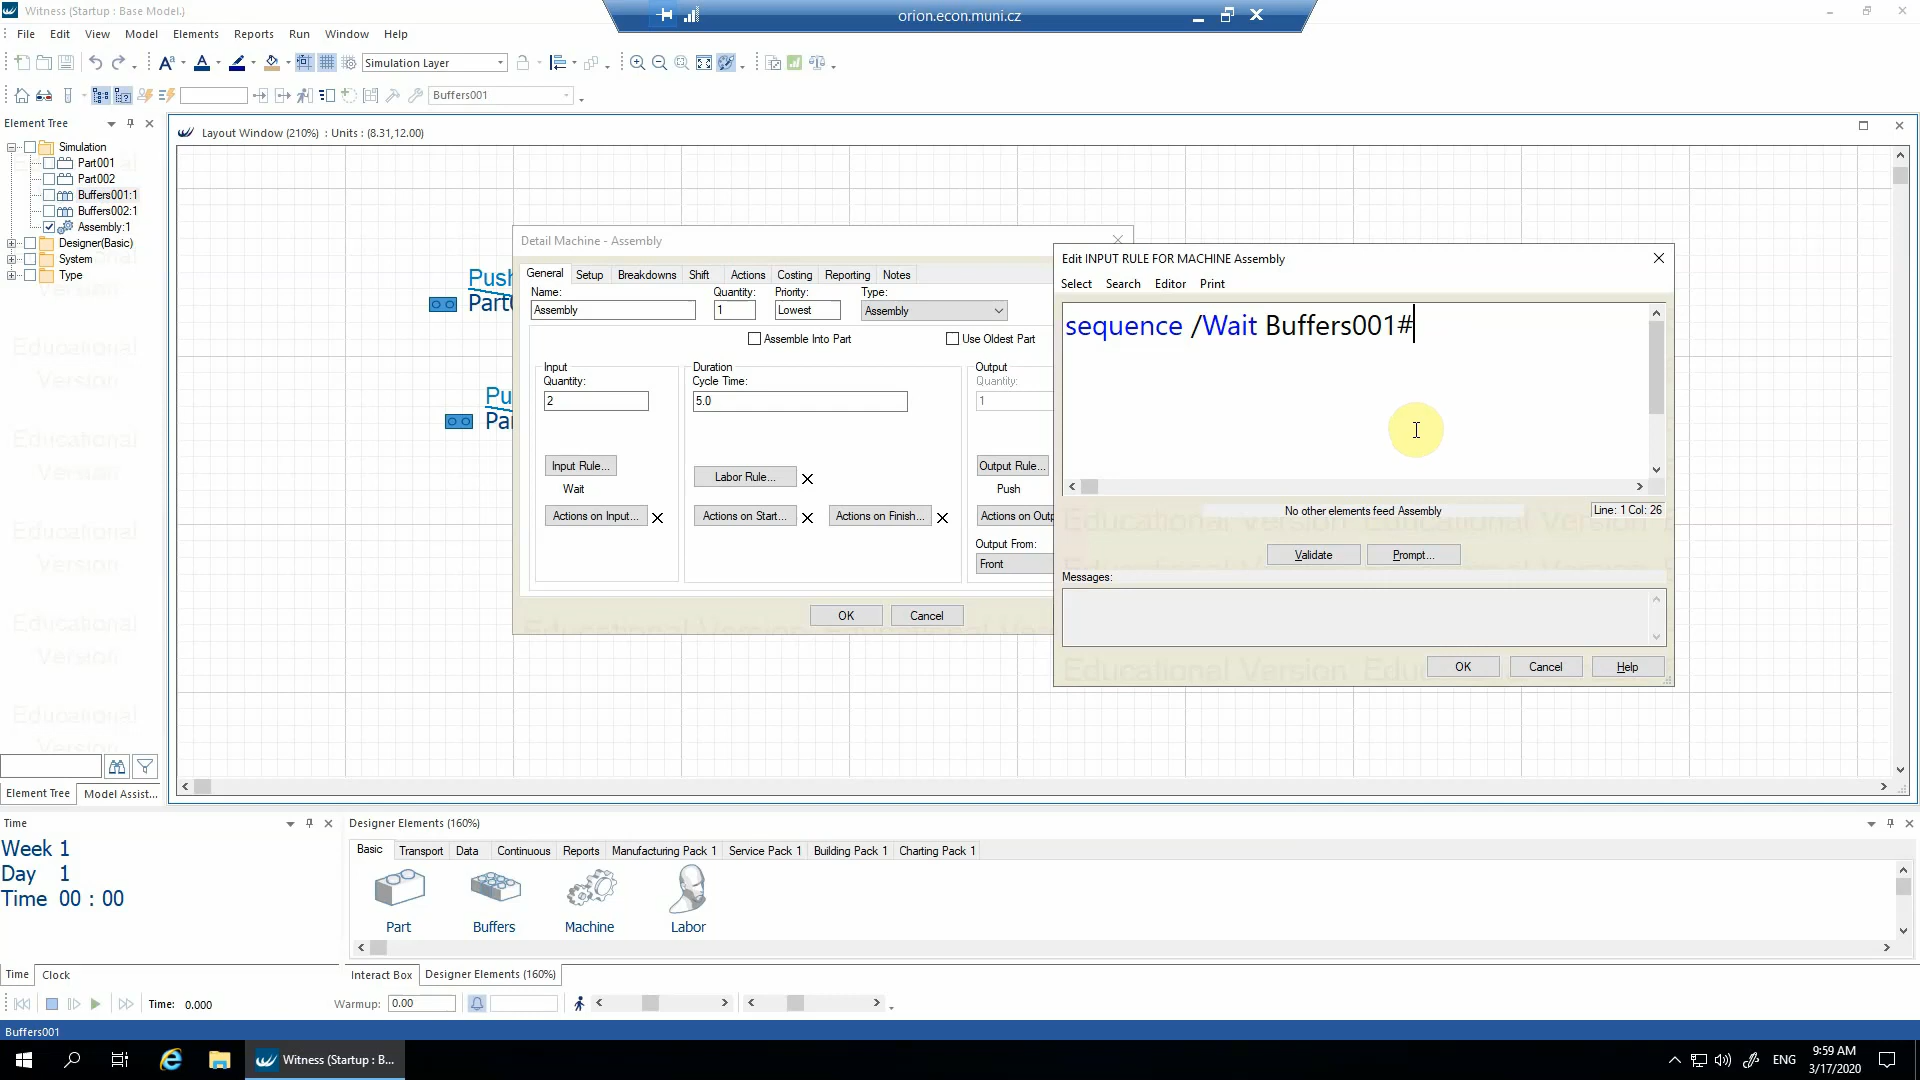 Witness (Startup : Base Model.)
orion.econ.muni.cz
File Edit View Model Elements Reports Run Window Help
Simulation Layer
Buffers001
Element Tree
Simulation
Part001
Part002
Buffers001:1
Buffers002:1
Assembly:1
Designer(Basic)
System
Type
Layout Window (210%) : Units : (8.31,12.00)
Push
Detail Machine - Assembly
General Setup Breakdowns Shift Actions Costing Reporting Notes
Name: Quantity: Priority: Type:
Assembly 1 Lowest Assembly
Assemble Into Part Use Oldest Part
Input Duration Output
Quantity: Cycle Time: Quantity:
2 5.0 1
Input Rule... Labor Rule... Output Rule...
Wait Push
Actions on Input... Actions on Start... Actions on Finish... Actions on Outp
Output From:
Front
OK Cancel
Edit INPUT RULE FOR MACHINE Assembly
Select Search Editor Print
sequence /Wait Buffers001#
No other elements feed Assembly
Line: 1 Col: 26
Validate Prompt...
Messages:
OK Cancel Help
Educational Version
Element Tree Model Assist...
Time
Week 1
Day 1
Time 00 : 00
Time Clock
Designer Elements (160%)
Basic Transport Data Continuous Reports Manufacturing Pack 1 Service Pack 1 Building Pack 1 Charting Pack 1
Part Buffers Machine Labor
Interact Box Designer Elements (160%)
Time: 0.000
Warmup: 0.00
Buffers001
Witness (Startup : B...
ENG
9:59 AM
3/17/2020